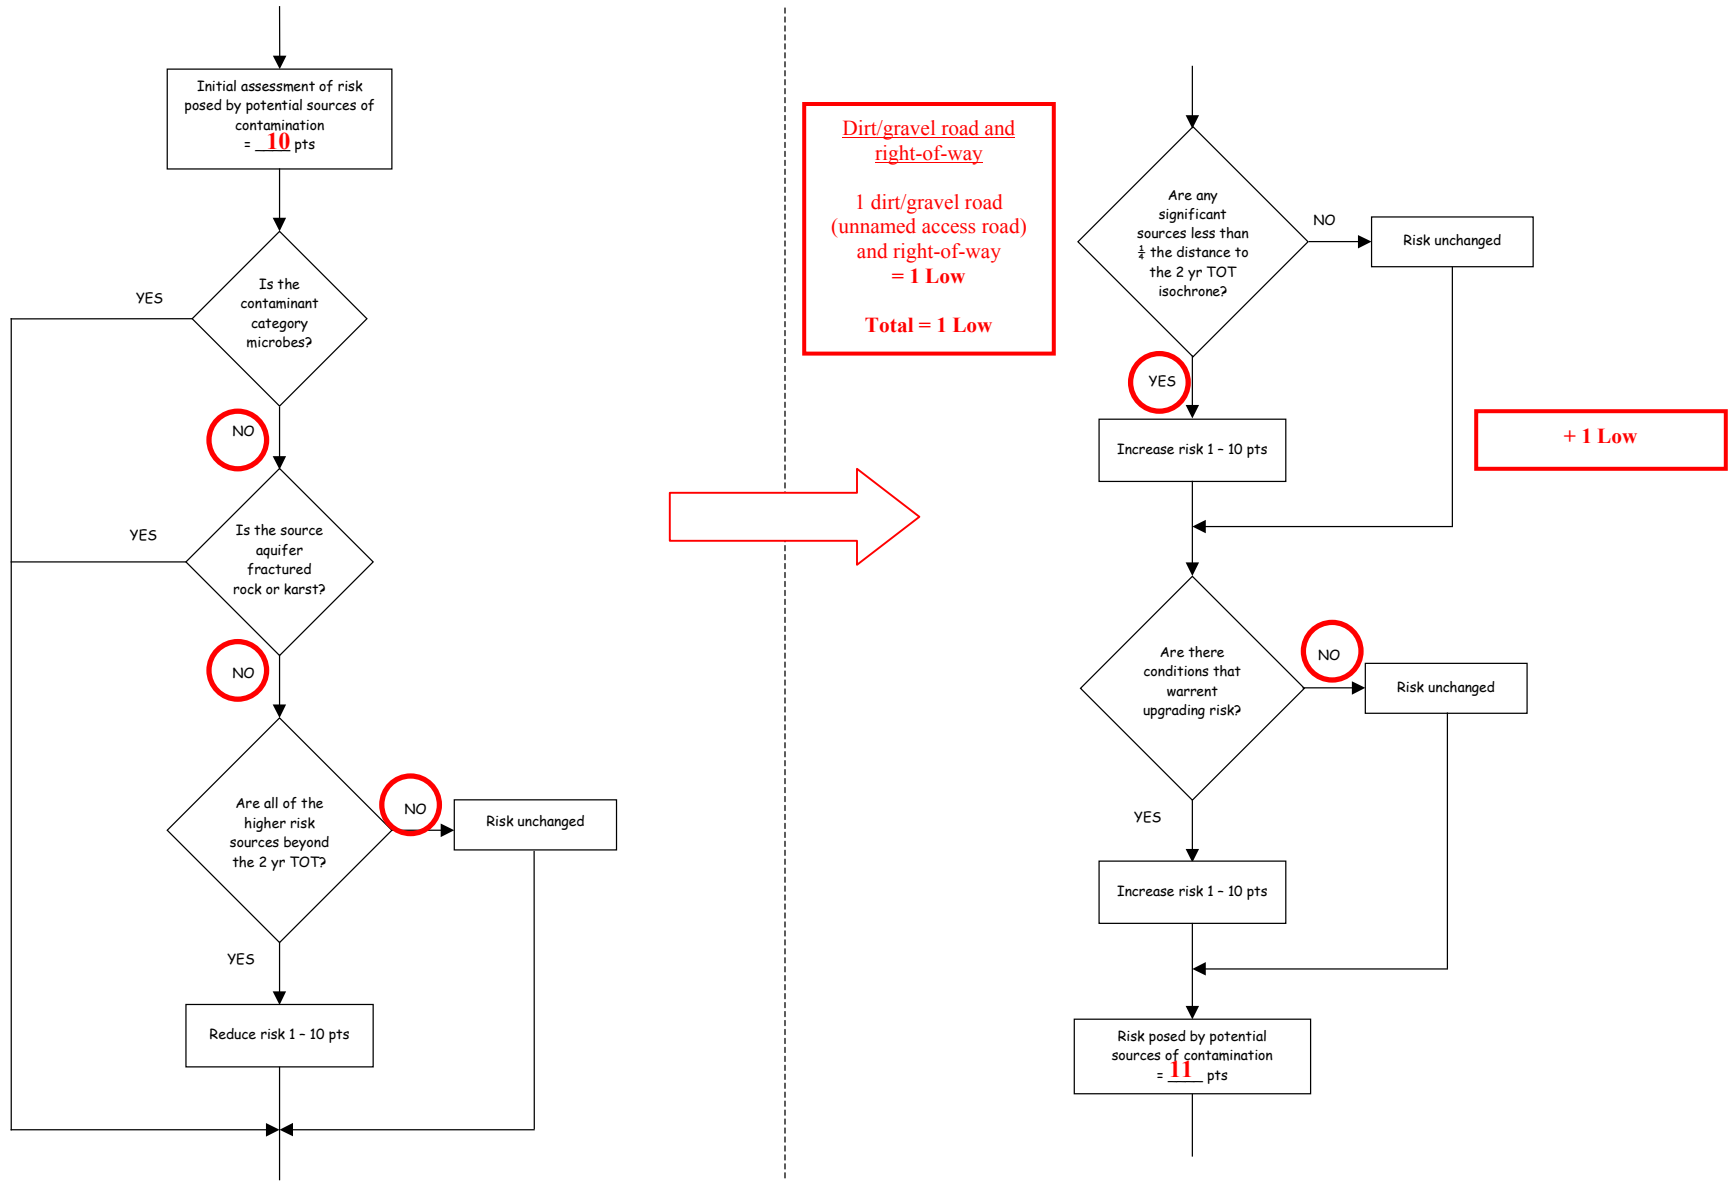 Initial assessment of risk
posed by potential sources of
contamination
= 10 pts
Is the
contaminant
category
microbes?
YES
NO
Is the source
aquifer
fractured
rock or karst?
YES
NO
Are all of the
higher risk
sources beyond
the 2 yr TOT?
NO
Risk unchanged
YES
Reduce risk 1 – 10 pts
Dirt/gravel road and
right-of-way
1 dirt/gravel road
(unnamed access road)
and right-of-way
= 1 Low
Total = 1 Low
Are any
significant
sources less than
¼ the distance to
the 2 yr TOT
isochrone?
NO
Risk unchanged
YES
Increase risk 1 – 10 pts
+ 1 Low
Are there
conditions that
warrent
upgrading risk?
NO
Risk unchanged
YES
Increase risk 1 – 10 pts
Risk posed by potential
sources of contamination
= 11 pts